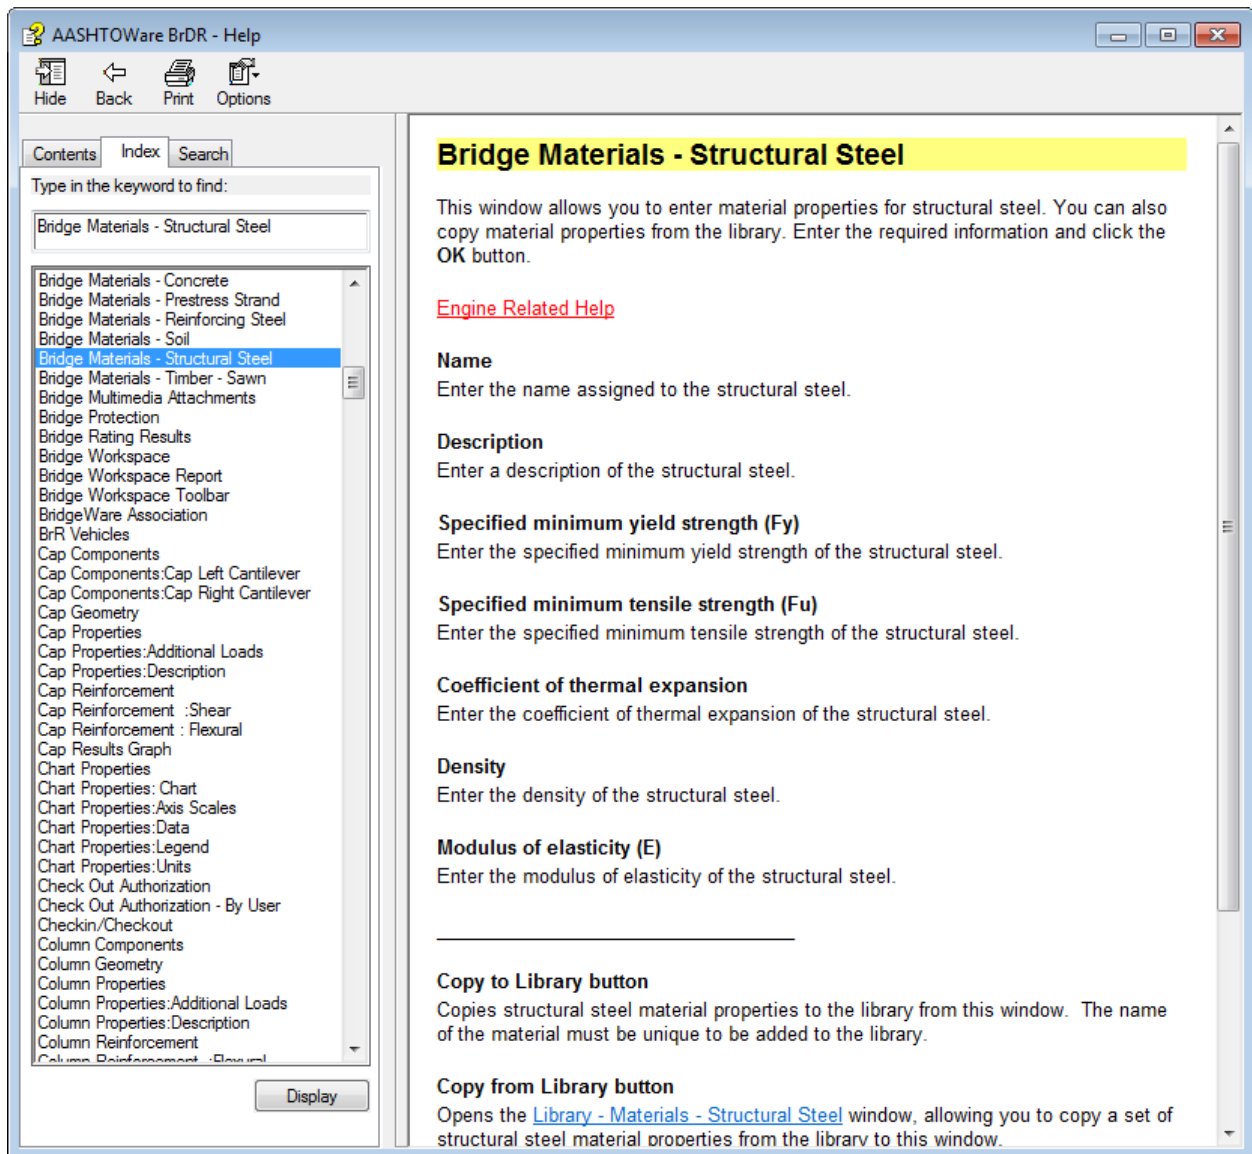 AASHTOWare BrDR - Help
Hide Back Print Options
Contents Index Search
Type in the keyword to find:
Bridge Materials - Structural Steel
Bridge Materials - Concrete
Bridge Materials - Prestress Strand
Bridge Materials - Reinforcing Steel
Bridge Materials - Soil
Bridge Materials - Structural Steel
Bridge Materials - Timber - Sawn
Bridge Multimedia Attachments
Bridge Protection
Bridge Rating Results
Bridge Workspace
Bridge Workspace Report
Bridge Workspace Toolbar
BridgeWare Association
BrR Vehicles
Cap Components
Cap Components:Cap Left Cantilever
Cap Components:Cap Right Cantilever
Cap Geometry
Cap Properties
Cap Properties:Additional Loads
Cap Properties:Description
Cap Reinforcement
Cap Reinforcement  :Shear
Cap Reinforcement : Flexural
Cap Results Graph
Chart Properties
Chart Properties: Chart
Chart Properties:Axis Scales
Chart Properties:Data
Chart Properties:Legend
Chart Properties:Units
Check Out Authorization
Check Out Authorization - By User
Checkin/Checkout
Column Components
Column Geometry
Column Properties
Column Properties:Additional Loads
Column Properties:Description
Column Reinforcement
Column Reinforcement  :Flexural
Display
Bridge Materials - Structural Steel
This window allows you to enter material properties for structural steel. You can also
copy material properties from the library. Enter the required information and click the
OK button.
Engine Related Help
Name
Enter the name assigned to the structural steel.
Description
Enter a description of the structural steel.
Specified minimum yield strength (Fy)
Enter the specified minimum yield strength of the structural steel.
Specified minimum tensile strength (Fu)
Enter the specified minimum tensile strength of the structural steel.
Coefficient of thermal expansion
Enter the coefficient of thermal expansion of the structural steel.
Density
Enter the density of the structural steel.
Modulus of elasticity (E)
Enter the modulus of elasticity of the structural steel.
Copy to Library button
Copies structural steel material properties to the library from this window.  The name
of the material must be unique to be added to the library.
Copy from Library button
Opens the Library - Materials - Structural Steel window, allowing you to copy a set of
structural steel material properties from the library to this window.